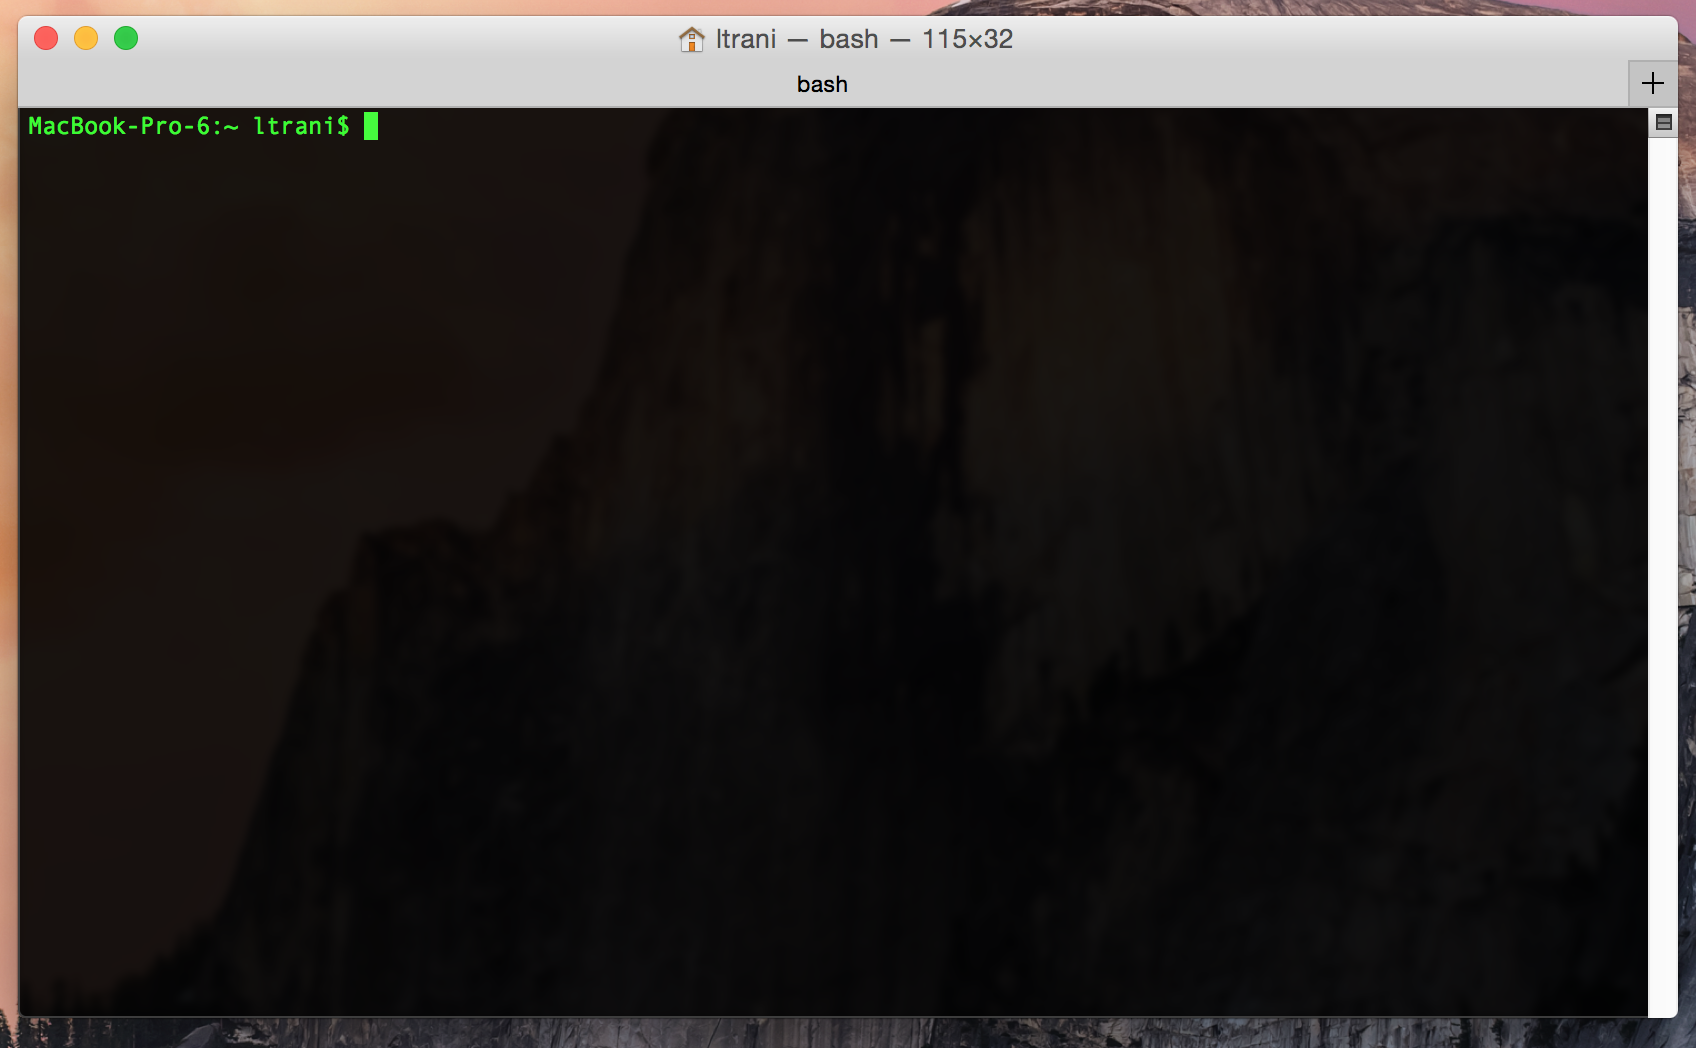 ltrani — bash — 115×32
bash
MacBook-Pro-6:~ ltrani$